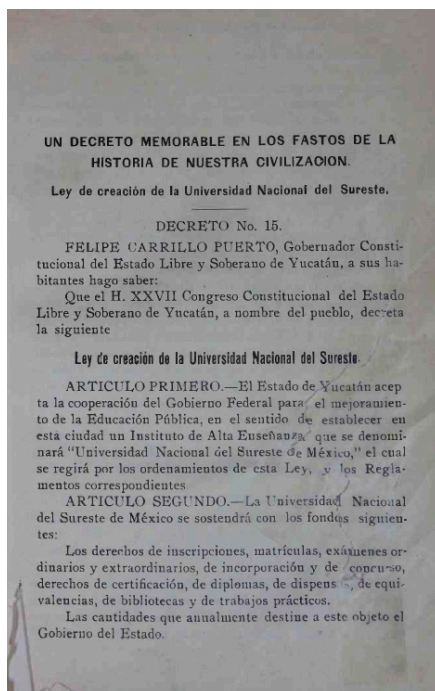 UN DECRETO MEMORABLE EN LOS FASTOS DE LA
HISTORIA DE NUESTRA CIVILIZACION.
Ley de creación de la Universidad Nacional del Sureste.
DECRETO No. 15.
FELIPE CARRILLO PUERTO, Gobernador Consti-
tucional del Estado Libre y Soberano de Yucatán, a sus ha-
bitantes hago saber:
Que el H. XXVII Congreso Constitucional del Estado
Libre y Soberano de Yucatán, a nombre del pueblo, decreta
la siguiente
Ley de creación de la Universidad Nacional del Sureste.
ARTICULO PRIMERO.—El Estado de Yucatán acep
ta la cooperación del Gobierno Federal para el mejoramien-
to de la Educación Pública, en el sentido de establecer en
esta ciudad un Instituto de Alta Enseñanza que se denomi-
nará "Universidad Nacional del Sureste de México," el cual
se regirá por los ordenamientos de esta Ley, y los Regla-
mentos correspondientes
ARTICULO SEGUNDO.—La Universidad Nacional
del Sureste de México se sostendrá con los fondos siguien-
tes:
Los derechos de inscripciones, matrículas, exámenes or-
dinarios y extraordinarios, de incorporación y de concurso,
derechos de certificación, de diplomas, de dispens , de equi-
valencias, de bibliotecas y de trabajos prácticos.
Las cantidades que anualmente destine a este objeto el
Gobierno del Estado.